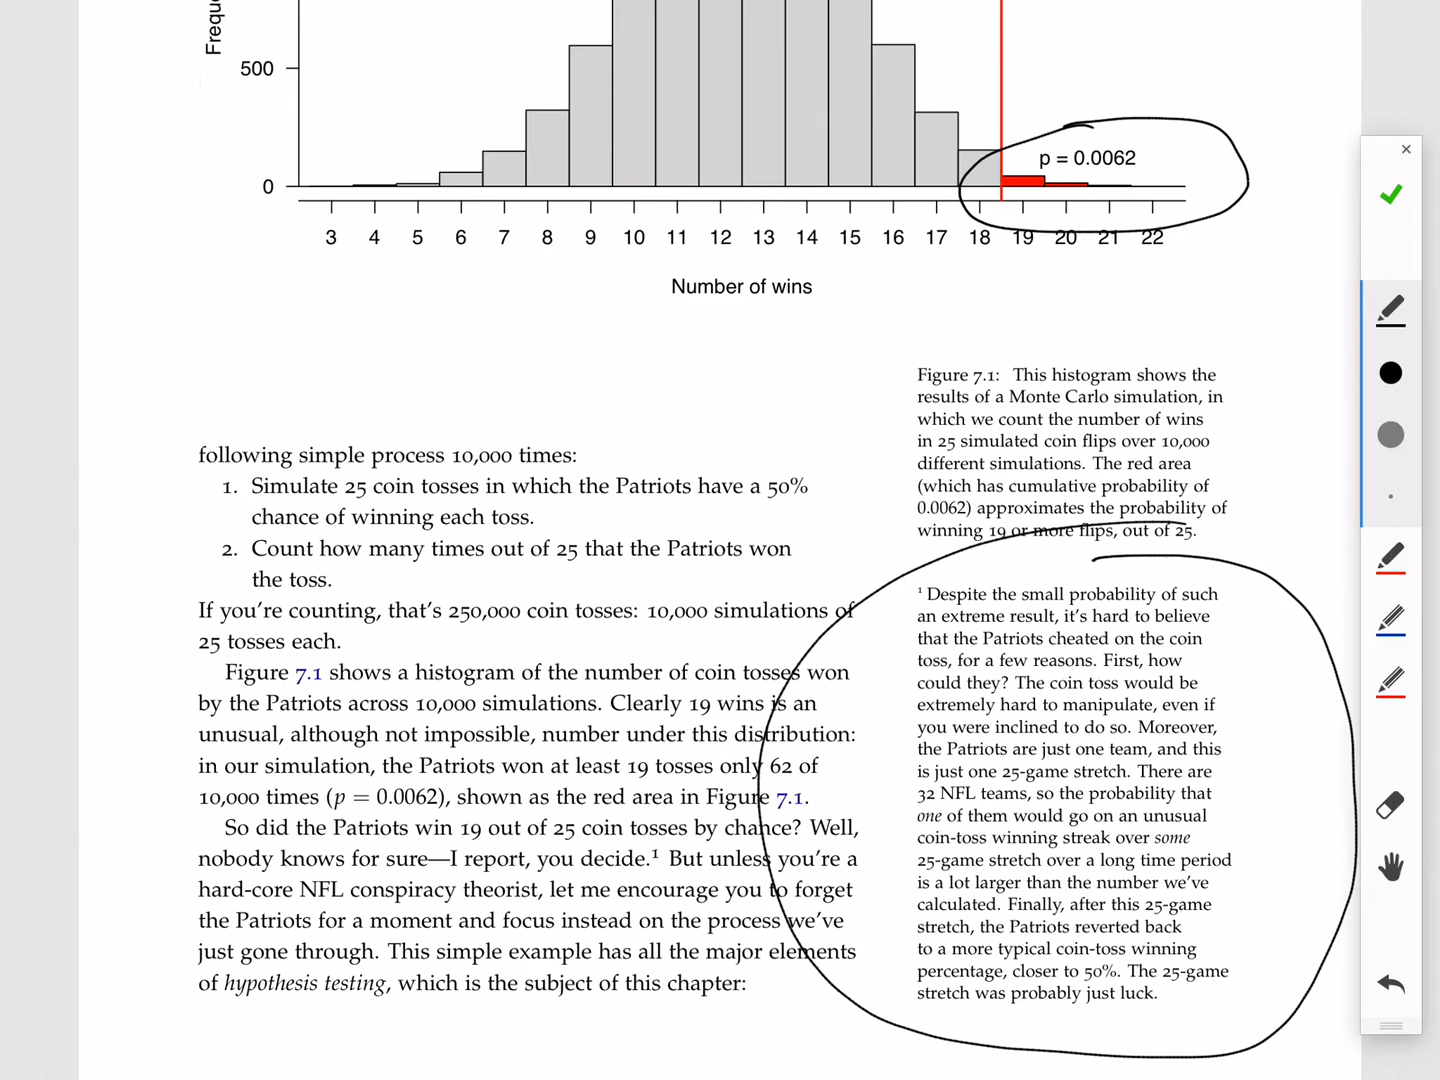 Freque
500
0
p = 0.0062
3 4 5 6 7 8 9 10 11 12 13 14 15 16 17 18 19 20 21 22
Number of wins
Figure 7.1: This histogram shows the
results of a Monte Carlo simulation, in
which we count the number of wins
in 25 simulated coin flips over 10,000
different simulations. The red area
(which has cumulative probability of
0.0062) approximates the probability of
winning 19 or more flips, out of 25.
following simple process 10,000 times:
1. Simulate 25 coin tosses in which the Patriots have a 50%
chance of winning each toss.
2. Count how many times out of 25 that the Patriots won
the toss.
If you're counting, that's 250,000 coin tosses: 10,000 simulations of
25 tosses each.
Figure 7.1 shows a histogram of the number of coin tosses won
by the Patriots across 10,000 simulations. Clearly 19 wins is an
unusual, although not impossible, number under this distribution:
in our simulation, the Patriots won at least 19 tosses only 62 of
10,000 times (p = 0.0062), shown as the red area in Figure 7.1.
So did the Patriots win 19 out of 25 coin tosses by chance? Well,
nobody knows for sure—I report, you decide.¹ But unless you're a
hard-core NFL conspiracy theorist, let me encourage you to forget
the Patriots for a moment and focus instead on the process we've
just gone through. This simple example has all the major elements
of hypothesis testing, which is the subject of this chapter:
¹ Despite the small probability of such
an extreme result, it's hard to believe
that the Patriots cheated on the coin
toss, for a few reasons. First, how
could they? The coin toss would be
extremely hard to manipulate, even if
you were inclined to do so. Moreover,
the Patriots are just one team, and this
is just one 25-game stretch. There are
32 NFL teams, so the probability that
one of them would go on an unusual
coin-toss winning streak over some
25-game stretch over a long time period
is a lot larger than the number we've
calculated. Finally, after this 25-game
stretch, the Patriots reverted back
to a more typical coin-toss winning
percentage, closer to 50%. The 25-game
stretch was probably just luck.